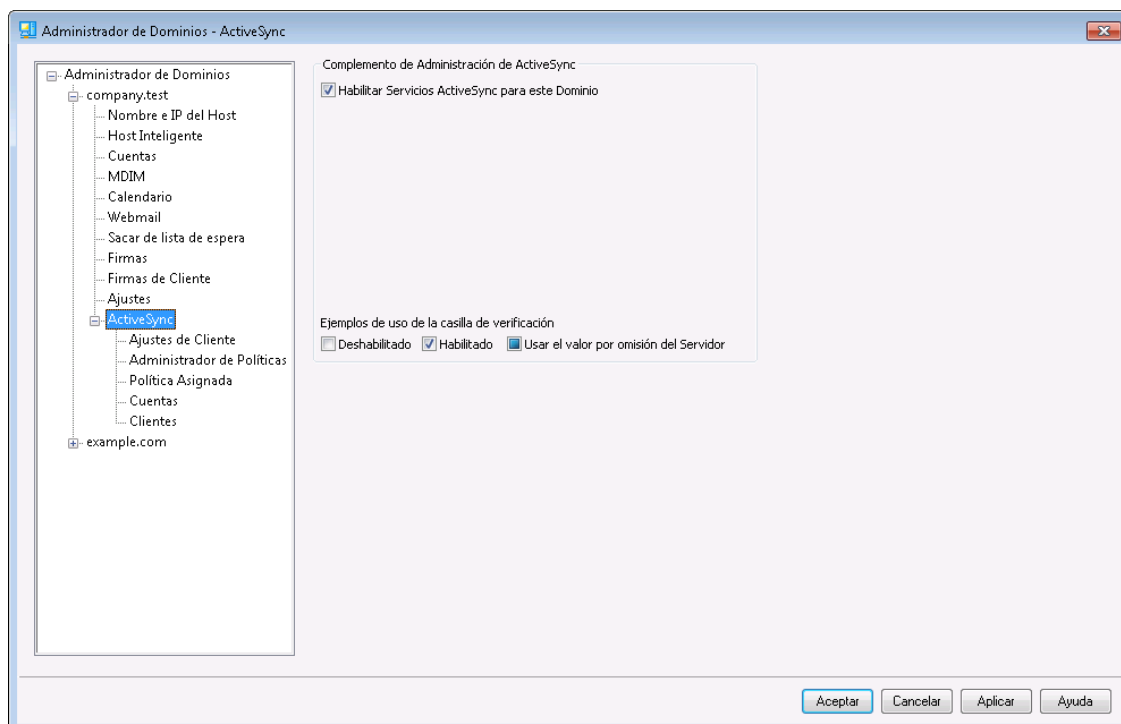 Administrador de Dominios - ActiveSync
Administrador de Dominios
company.test
Nombre e IP del Host
Host Inteligente
Cuentas
MDIM
Calendario
Webmail
Sacar de lista de espera
Firmas
Firmas de Cliente
Ajustes
ActiveSync
Ajustes de Cliente
Administrador de Políticas
Política Asignada
Cuentas
Clientes
example.com
Complemento de Administración de ActiveSync
Habilitar Servicios ActiveSync para este Dominio
Ejemplos de uso de la casilla de verificación
Deshabilitado Habilitado Usar el valor por omisión del Servidor
Aceptar Cancelar Aplicar Ayuda